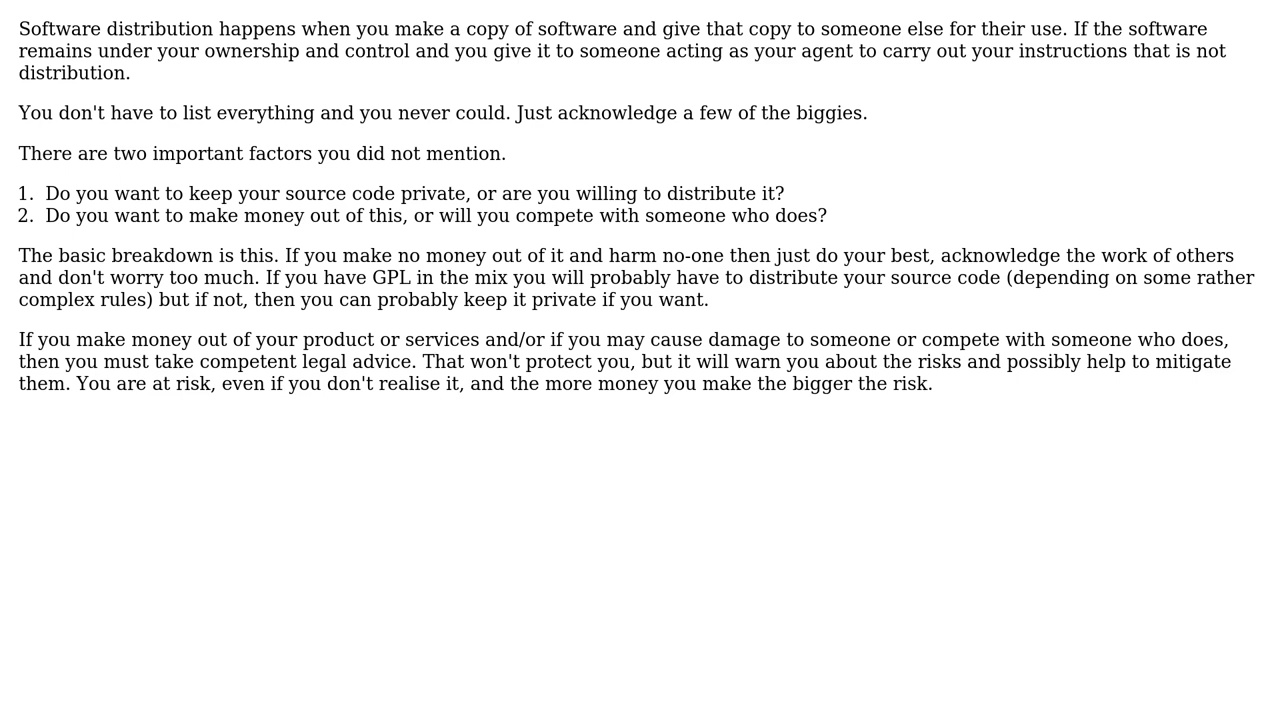 Software distribution happens when you make a copy of software and give that copy to someone else for their use. If the software
remains under your ownership and control and you give it to someone acting as your agent to carry out your instructions that is not
distribution.
You don't have to list everything and you never could. Just acknowledge a few of the biggies.
There are two important factors you did not mention.
1. Do you want to keep your source code private, or are you willing to distribute it?
2. Do you want to make money out of this, or will you compete with someone who does?
The basic breakdown is this. If you make no money out of it and harm no-one then just do your best, acknowledge the work of others
and don't worry too much. If you have GPL in the mix you will probably have to distribute your source code (depending on some rather
complex rules) but if not, then you can probably keep it private if you want.
If you make money out of your product or services and/or if you may cause damage to someone or compete with someone who does,
then you must take competent legal advice. That won't protect you, but it will warn you about the risks and possibly help to mitigate
them. You are at risk, even if you don't realise it, and the more money you make the bigger the risk.